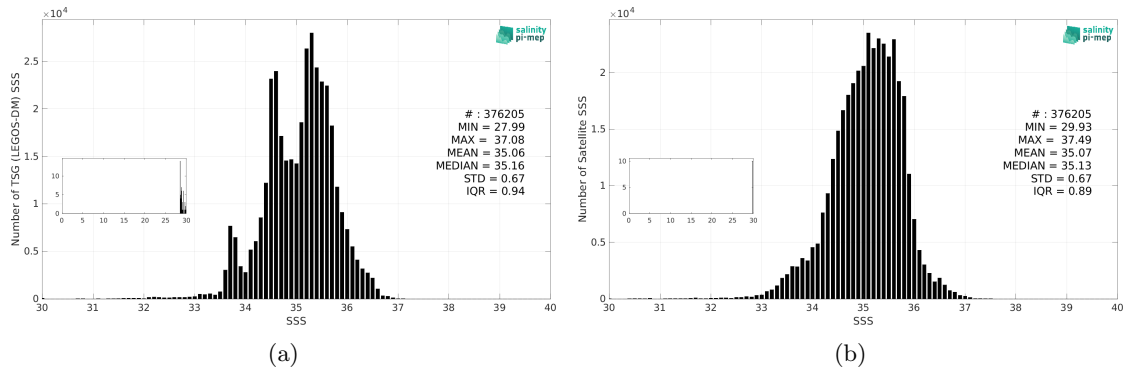 ×10⁴
2.5
2
1.5
1
0.5
0
30 31 32 33 34 35 36 37 38 39 40
SSS
Number of TSG (LEGOS-DM) SSS
salinity
pi-mep
# : 376205
MIN = 27.99
MAX = 37.08
MEAN = 35.06
MEDIAN = 35.16
STD = 0.67
IQR = 0.94
10
5
0
0 5 10 15 20 25 30
(a)
×10⁴
2
1.5
1
0.5
0
30 31 32 33 34 35 36 37 38 39 40
SSS
Number of Satellite SSS
salinity
pi-mep
# : 376205
MIN = 29.93
MAX = 37.49
MEAN = 35.07
MEDIAN = 35.13
STD = 0.67
IQR = 0.89
10
5
0
0 5 10 15 20 25 30
(b)